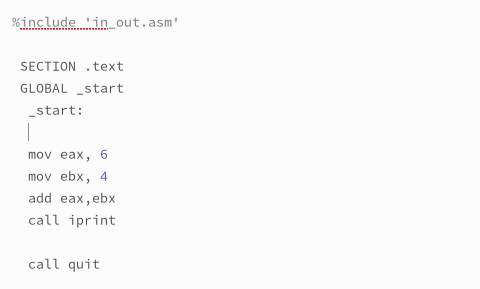 %include 'in_out.asm'
SECTION .text
GLOBAL _start
_start:
mov eax, 6
mov ebx, 4
add eax,ebx
call iprint
call quit